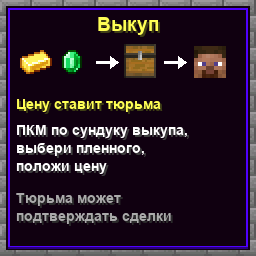 Выкуп
Цену ставит тюрьма
ПКМ по сундуку выкупа,
выбери пленного,
положи цену
Тюрьма может
подтверждать сделки